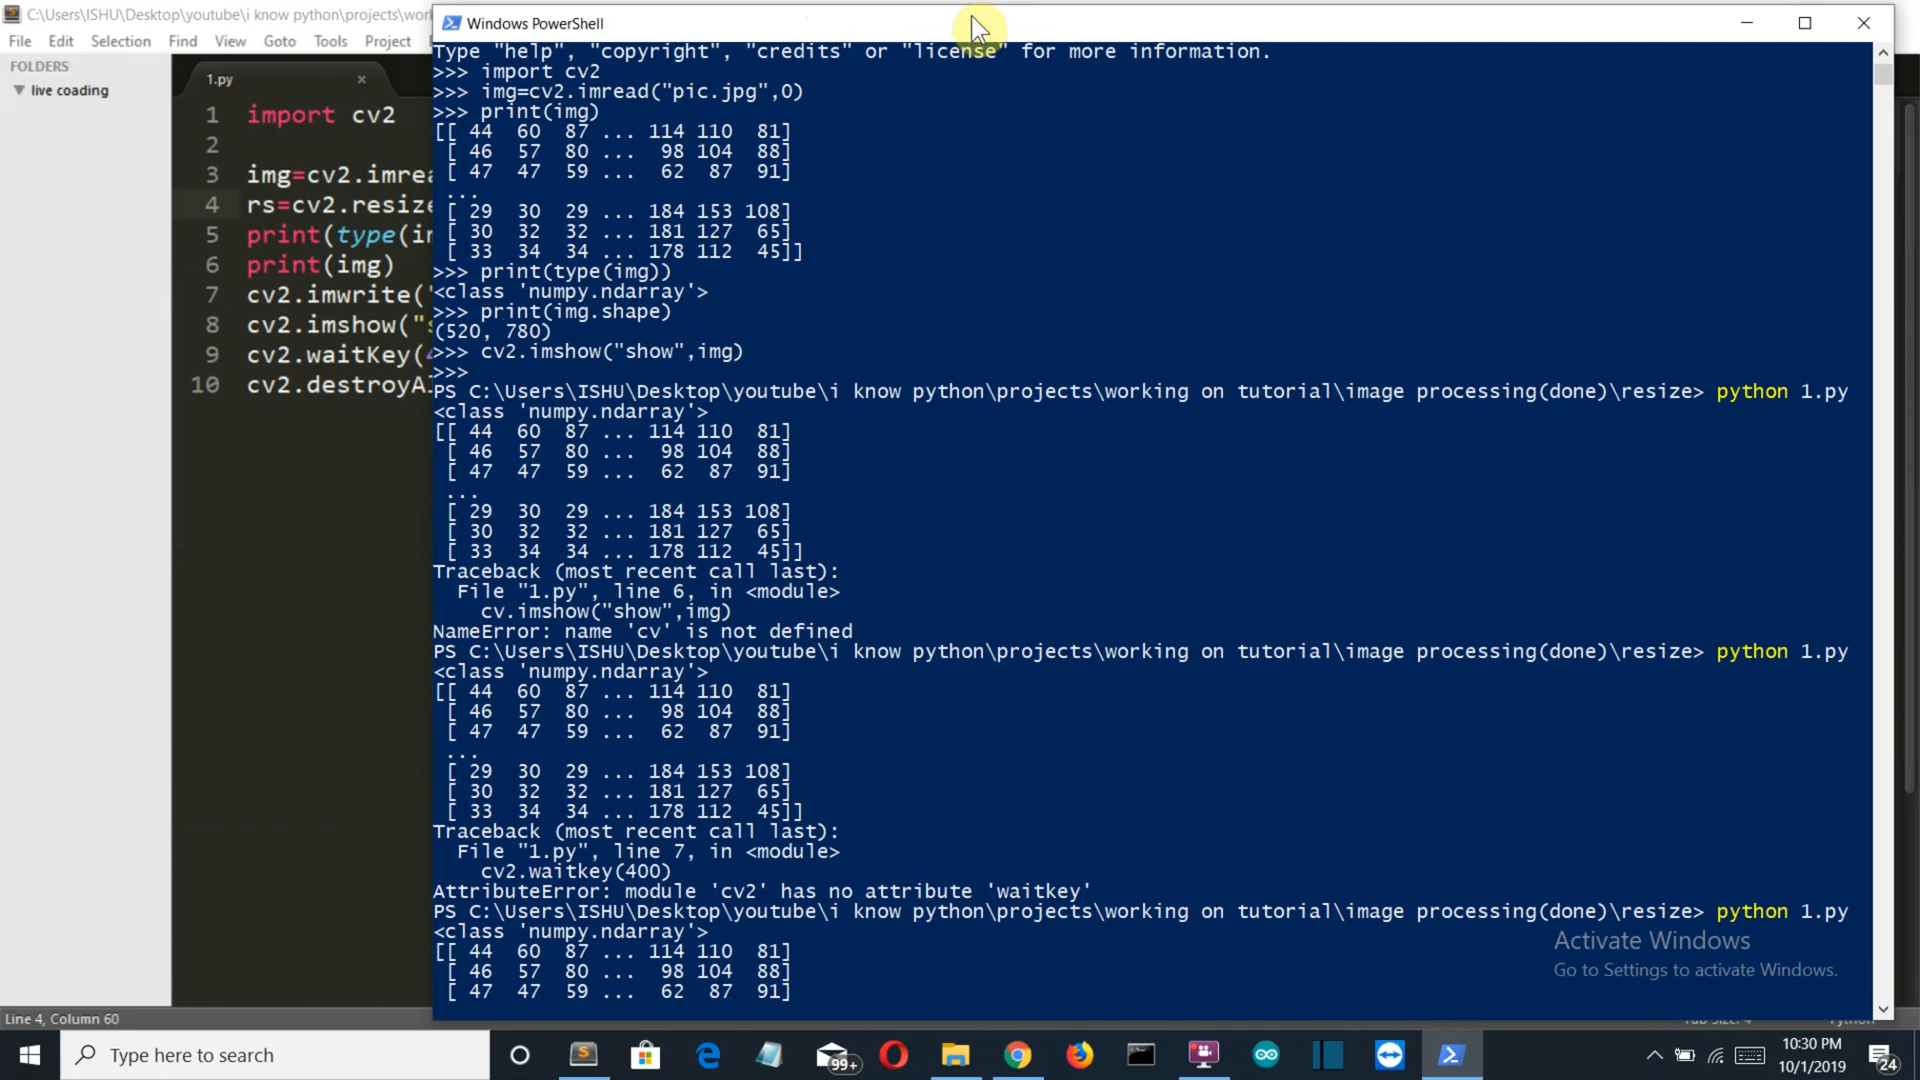 C:\Users\ISHU\Desktop\youtube\i know python\projects\wor
File Edit Selection Find View Goto Tools Project
FOLDERS
live coading
1.py
1 import cv2
2
3 img=cv2.imrea
4 rs=cv2.resize
5 print(type(i
6 print(img)
7 cv2.imwrite("
8 cv2.imshow("s
9 cv2.waitKey(4
10 cv2.destroyA
Line 4, Column 60
Windows PowerShell
Type "help", "copyright", "credits" or "license" for more information.
>>> import cv2
>>> img=cv2.imread("pic.jpg",0)
>>> print(img)
[[ 44 60 87 ... 114 110 81]
[ 46 57 80 ... 98 104 88]
[ 47 47 59 ... 62 87 91]
...
[ 29 30 29 ... 184 153 108]
[ 30 32 32 ... 181 127 65]
[ 33 34 34 ... 178 112 45]]
>>> print(type(img))
<class 'numpy.ndarray'>
>>> print(img.shape)
(520, 780)
>>> cv2.imshow("show",img)
>>>
PS C:\Users\ISHU\Desktop\youtube\i know python\projects\working on tutorial\image processing(done)\resize> python 1.py
<class 'numpy.ndarray'>
[[ 44 60 87 ... 114 110 81]
[ 46 57 80 ... 98 104 88]
[ 47 47 59 ... 62 87 91]
...
[ 29 30 29 ... 184 153 108]
[ 30 32 32 ... 181 127 65]
[ 33 34 34 ... 178 112 45]]
Traceback (most recent call last):
File "1.py", line 6, in <module>
cv.imshow("show",img)
NameError: name 'cv' is not defined
PS C:\Users\ISHU\Desktop\youtube\i know python\projects\working on tutorial\image processing(done)\resize> python 1.py
<class 'numpy.ndarray'>
[[ 44 60 87 ... 114 110 81]
[ 46 57 80 ... 98 104 88]
[ 47 47 59 ... 62 87 91]
...
[ 29 30 29 ... 184 153 108]
[ 30 32 32 ... 181 127 65]
[ 33 34 34 ... 178 112 45]]
Traceback (most recent call last):
File "1.py", line 7, in <module>
cv2.waitkey(400)
AttributeError: module 'cv2' has no attribute 'waitkey'
PS C:\Users\ISHU\Desktop\youtube\i know python\projects\working on tutorial\image processing(done)\resize> python 1.py
<class 'numpy.ndarray'>
[[ 44 60 87 ... 114 110 81]
[ 46 57 80 ... 98 104 88]
[ 47 47 59 ... 62 87 91]
Activate Windows
Go to Settings to activate Windows.
Type here to search
99+
10:30 PM
10/1/2019
24